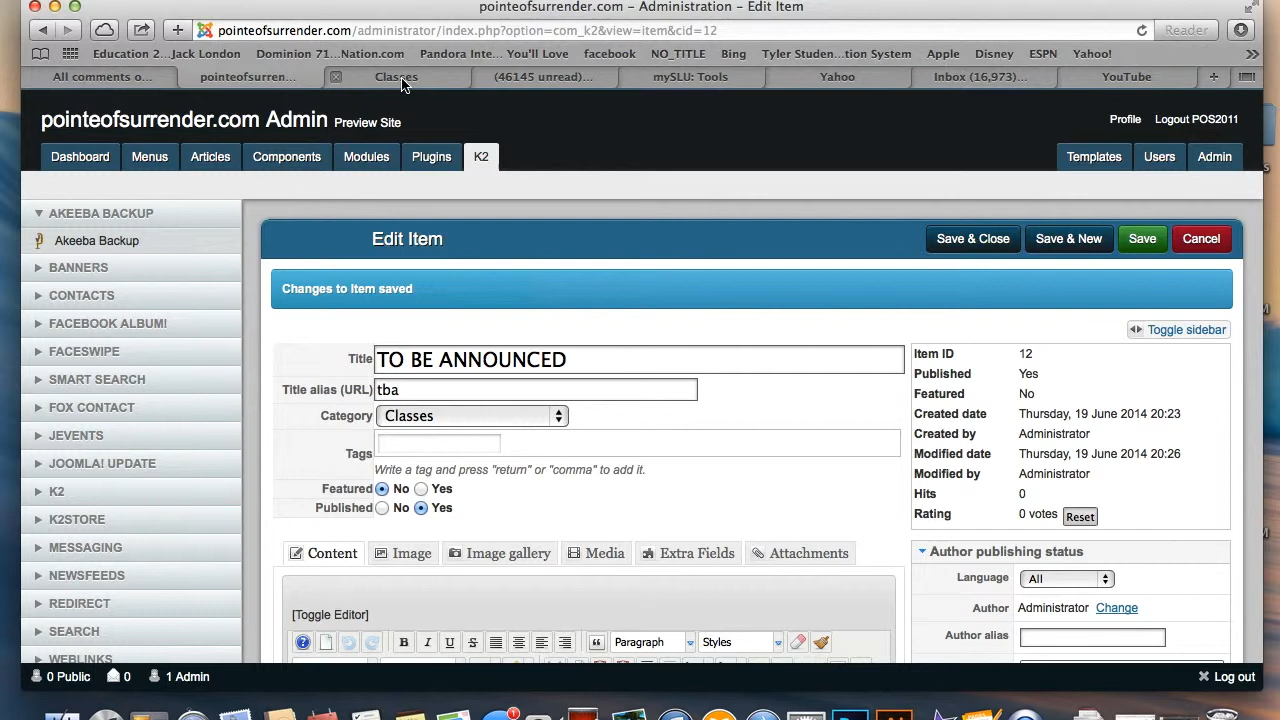 pointeofsurrender.com – Administration – Edit Item
pointeofsurrender.com/administrator/index.php?option=com_k2&view=item&cid=12
Reader
Education 2...Jack London Dominion 71...Nation.com Pandora Inte...You'll Love facebook NO_TITLE Bing Tyler Studen...tion System Apple Disney ESPN Yahoo!
All comments o... pointeofsurren... Classes (46145 unread)... mySLU: Tools Yahoo Inbox (16,973)... YouTube
pointeofsurrender.com Admin Preview Site Profile Logout POS2011
Dashboard Menus Articles Components Modules Plugins K2 Templates Users Admin
AKEEBA BACKUP
Akeeba Backup
BANNERS
CONTACTS
FACEBOOK ALBUM!
FACESWIPE
SMART SEARCH
FOX CONTACT
JEVENTS
JOOMLA! UPDATE
K2
K2STORE
MESSAGING
NEWSFEEDS
REDIRECT
SEARCH
WEBLINKS
Edit Item Save & Close Save & New Save Cancel
Changes to Item saved
Toggle sidebar
Title TO BE ANNOUNCED
Title alias (URL) tba
Category Classes
Tags
Write a tag and press "return" or "comma" to add it.
Featured No Yes
Published No Yes
Content Image Image gallery Media Extra Fields Attachments
[Toggle Editor]
B I U S Paragraph Styles
Item ID 12
Published Yes
Featured No
Created date Thursday, 19 June 2014 20:23
Created by Administrator
Modified date Thursday, 19 June 2014 20:26
Modified by Administrator
Hits 0
Rating 0 votes Reset
Author publishing status
Language All
Author Administrator Change
Author alias
0 Public 0 1 Admin Log out